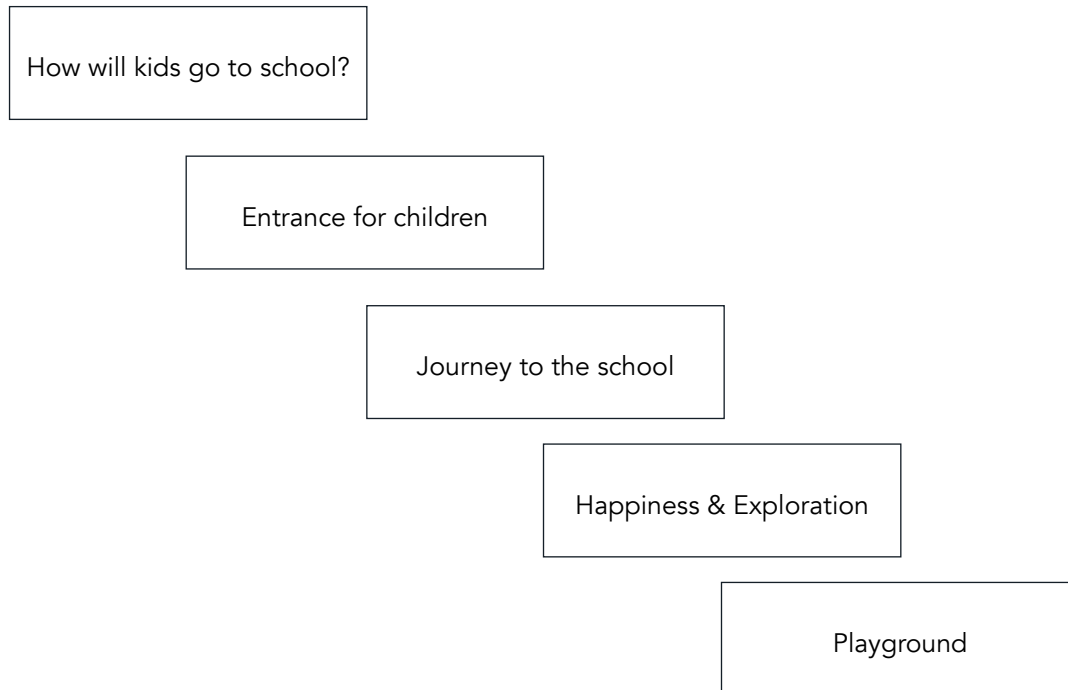 How will kids go to school?
Entrance for children
Journey to the school
Happiness & Exploration
Playground